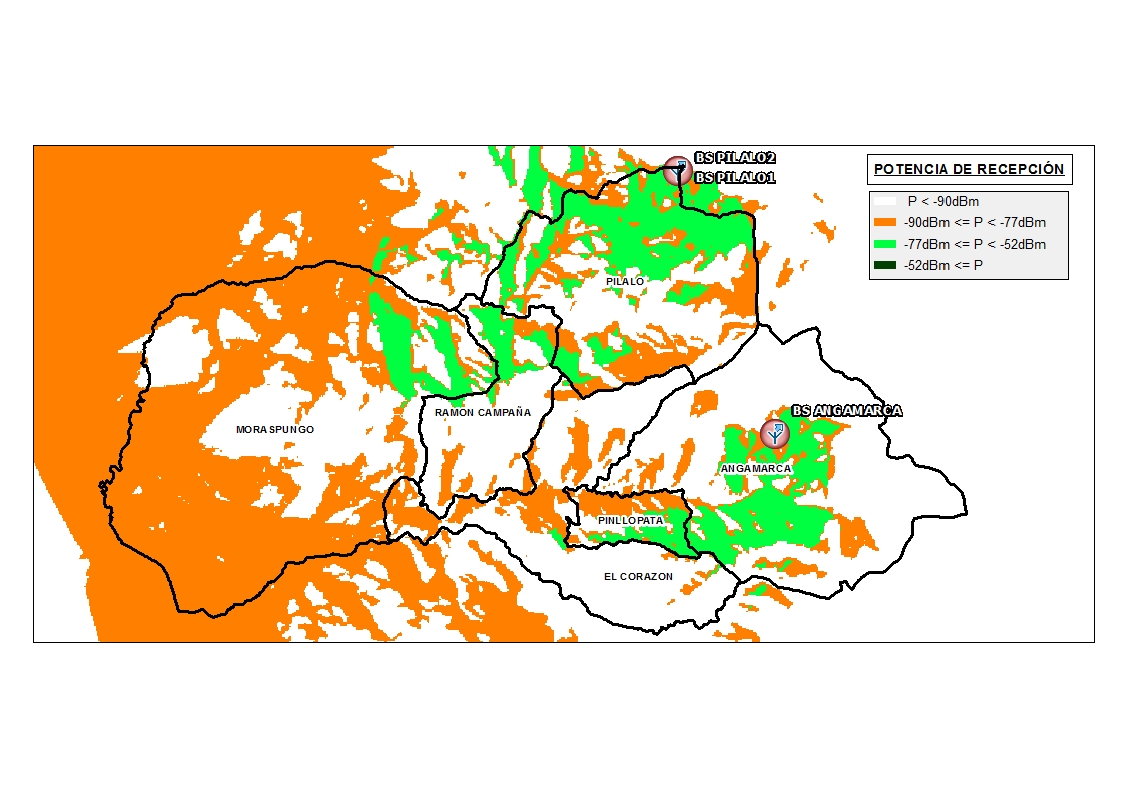 BS PILALO2
BS PILALO1
POTENCIA DE RECEPCIÓN
P < -90dBm
-90dBm <= P < -77dBm
-77dBm <= P < -52dBm
-52dBm <= P
PILALO
RAMON CAMPAÑA
MORASPUNGO
BS ANGAMARCA
ANGAMARCA
PINLLOPATA
EL CORAZON